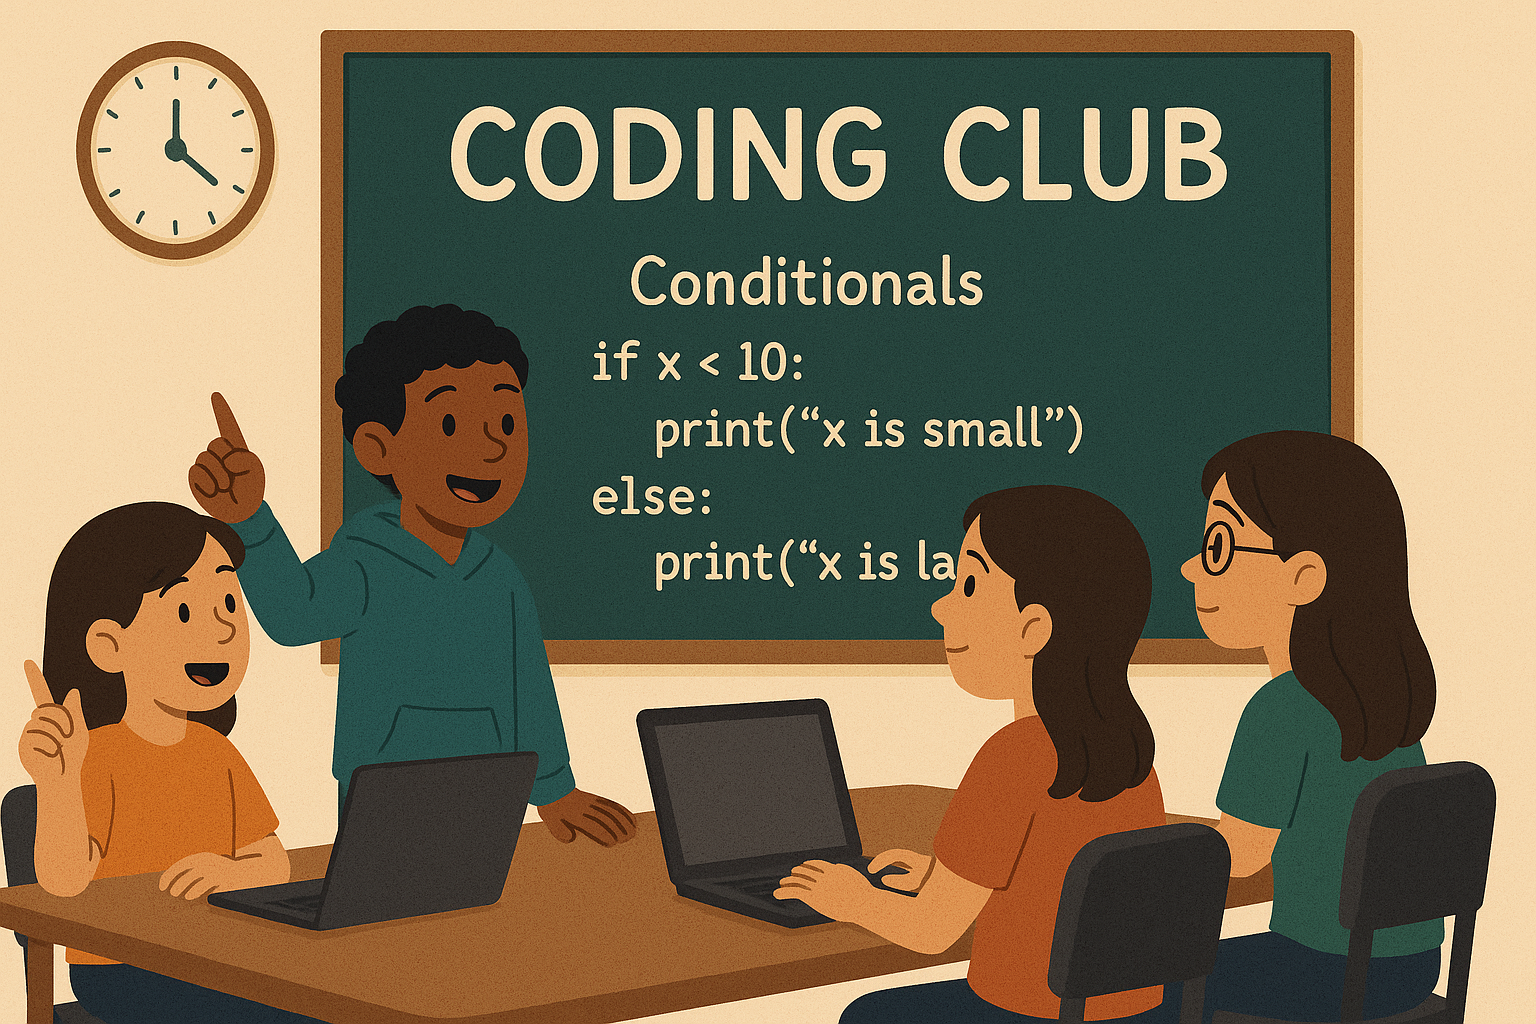 CODING CLUB
Conditionals
if x < 10:
print(“x is small”)
else:
print(“x is la